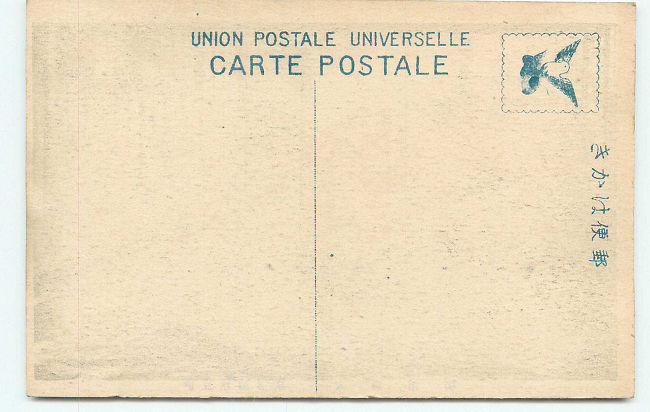 UNION POSTALE UNIVERSELLE
CARTE POSTALE
きかは便郵